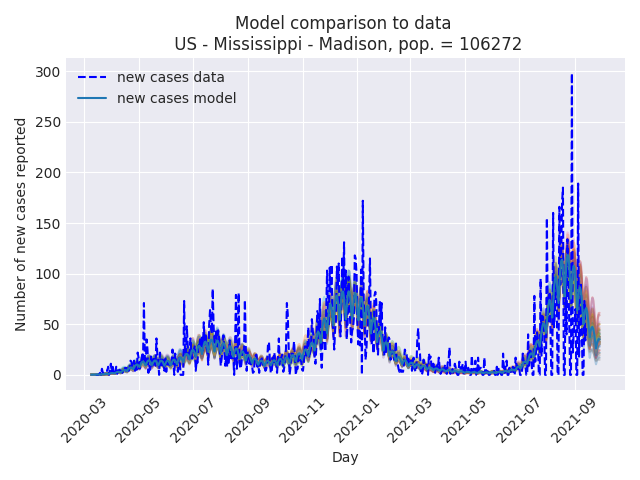 Model comparison to data
US - Mississippi - Madison, pop. = 106272
new cases data
new cases model
Number of new cases reported
300
250
200
150
100
50
0
2020-03
2020-05
2020-07
2020-09
2020-11
2021-01
2021-03
2021-05
2021-07
2021-09
Day